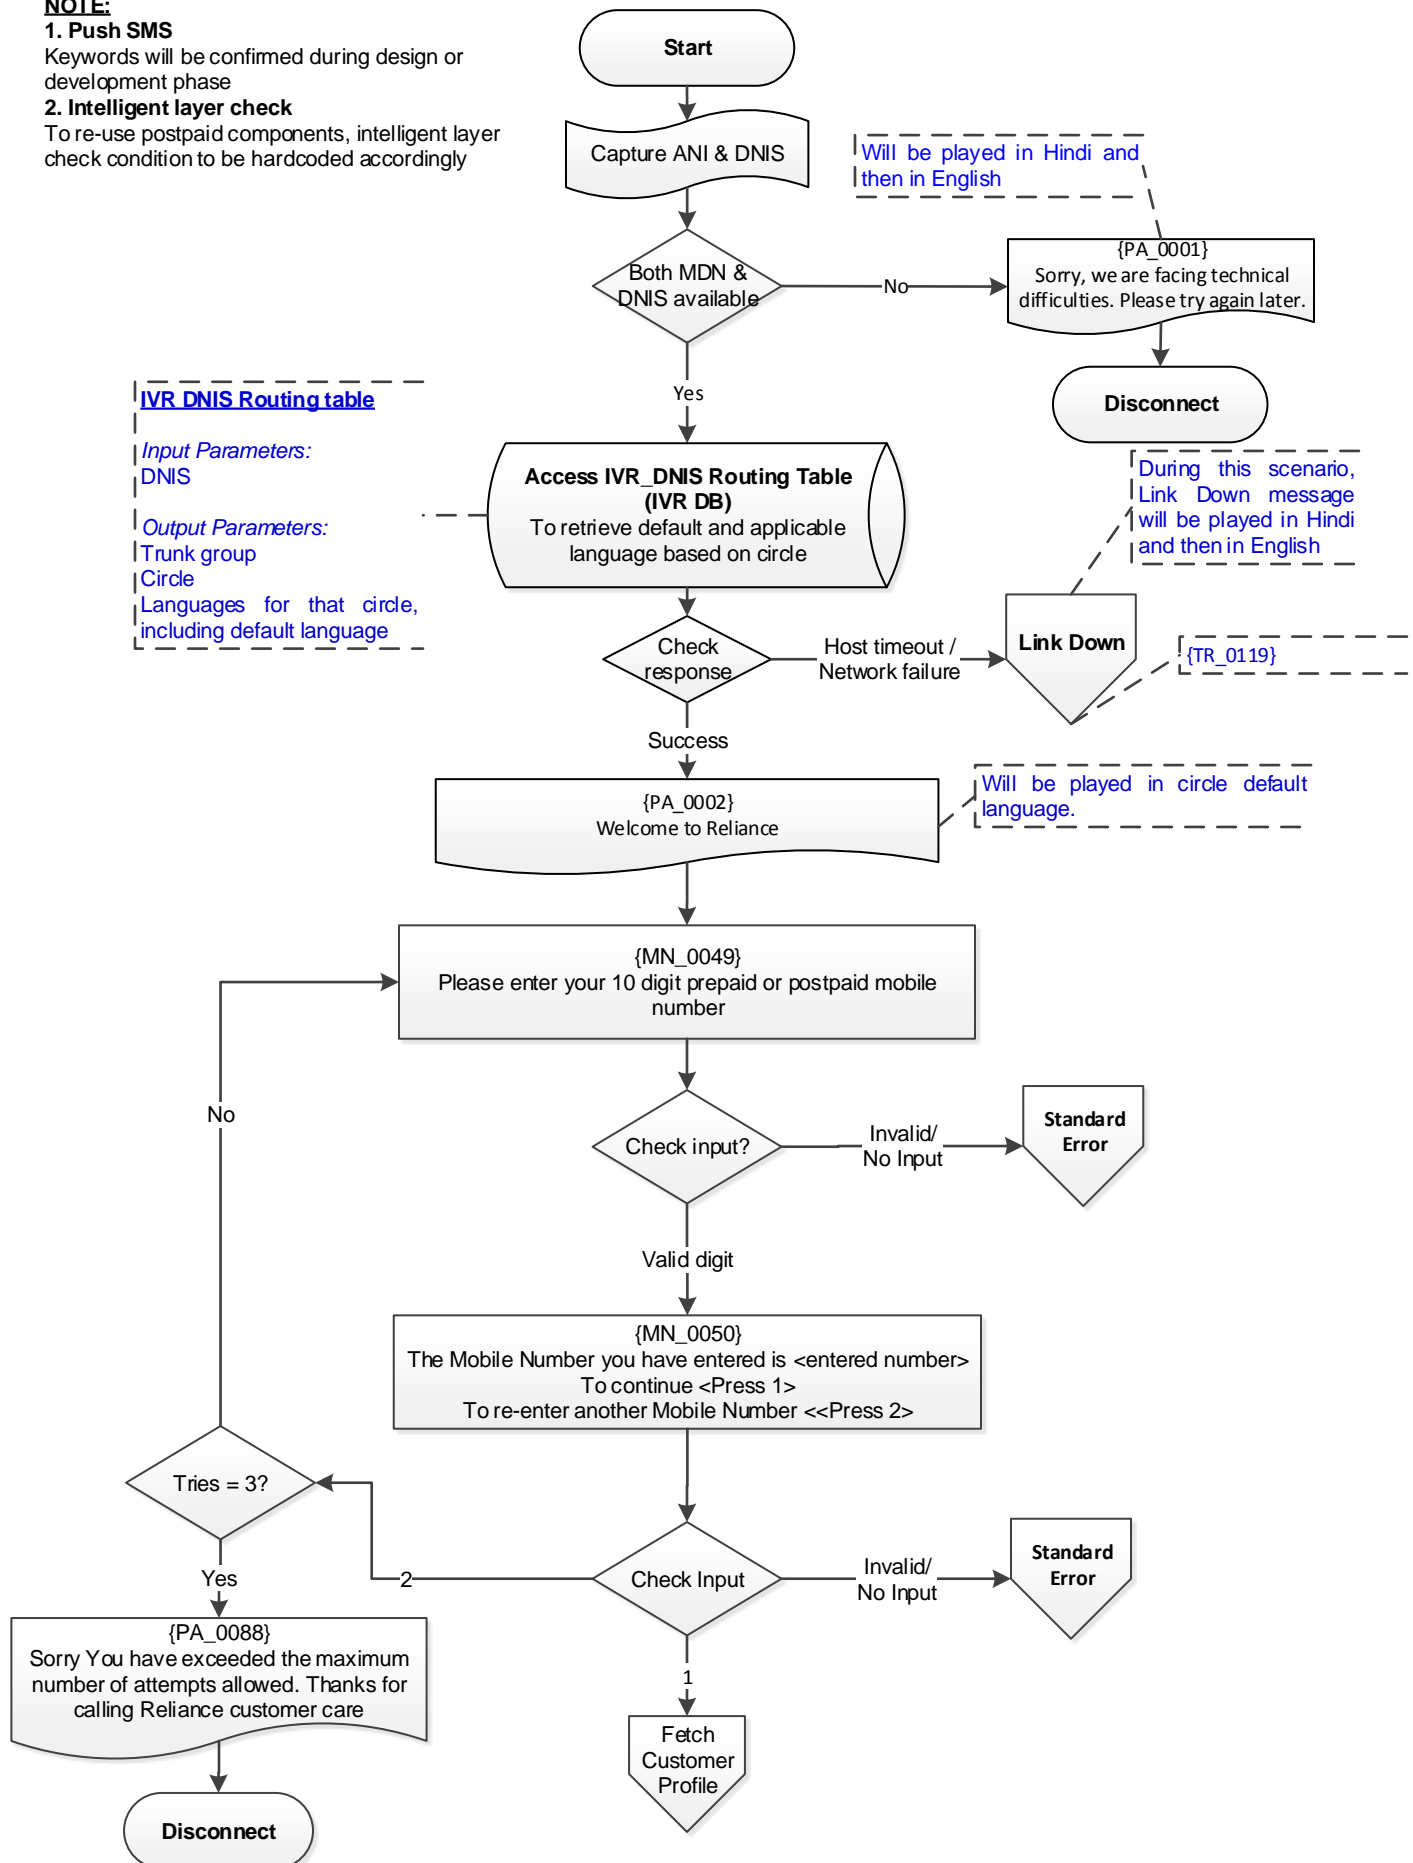 NOTE:
1. Push SMS
Keywords will be confirmed during design or
development phase
2. Intelligent layer check
To re-use postpaid components, intelligent layer
check condition to be hardcoded accordingly
Start
Capture ANI & DNIS
Will be played in Hindi and
then in English
Both MDN &
DNIS available
No
{PA_0001}
Sorry, we are facing technical
difficulties. Please try again later.
Yes
Disconnect
IVR DNIS Routing table
Input Parameters:
DNIS
Output Parameters:
Trunk group
Circle
Languages for that circle,
including default language
Access IVR_DNIS Routing Table
(IVR DB)
To retrieve default and applicable
language based on circle
During this scenario,
Link Down message
will be played in Hindi
and then in English
Check
response
Host timeout /
Network failure
Link Down
{TR_0119}
Success
{PA_0002}
Welcome to Reliance
Will be played in circle default
language.
{MN_0049}
Please enter your 10 digit prepaid or postpaid mobile
number
No
Check input?
Invalid/
No Input
Standard
Error
Valid digit
{MN_0050}
The Mobile Number you have entered is <entered number>
To continue <Press 1>
To re-enter another Mobile Number <<Press 2>
Tries = 3?
Yes
2
Check Input
Invalid/
No Input
Standard
Error
{PA_0088}
Sorry You have exceeded the maximum
number of attempts allowed. Thanks for
calling Reliance customer care
1
Fetch
Customer
Profile
Disconnect